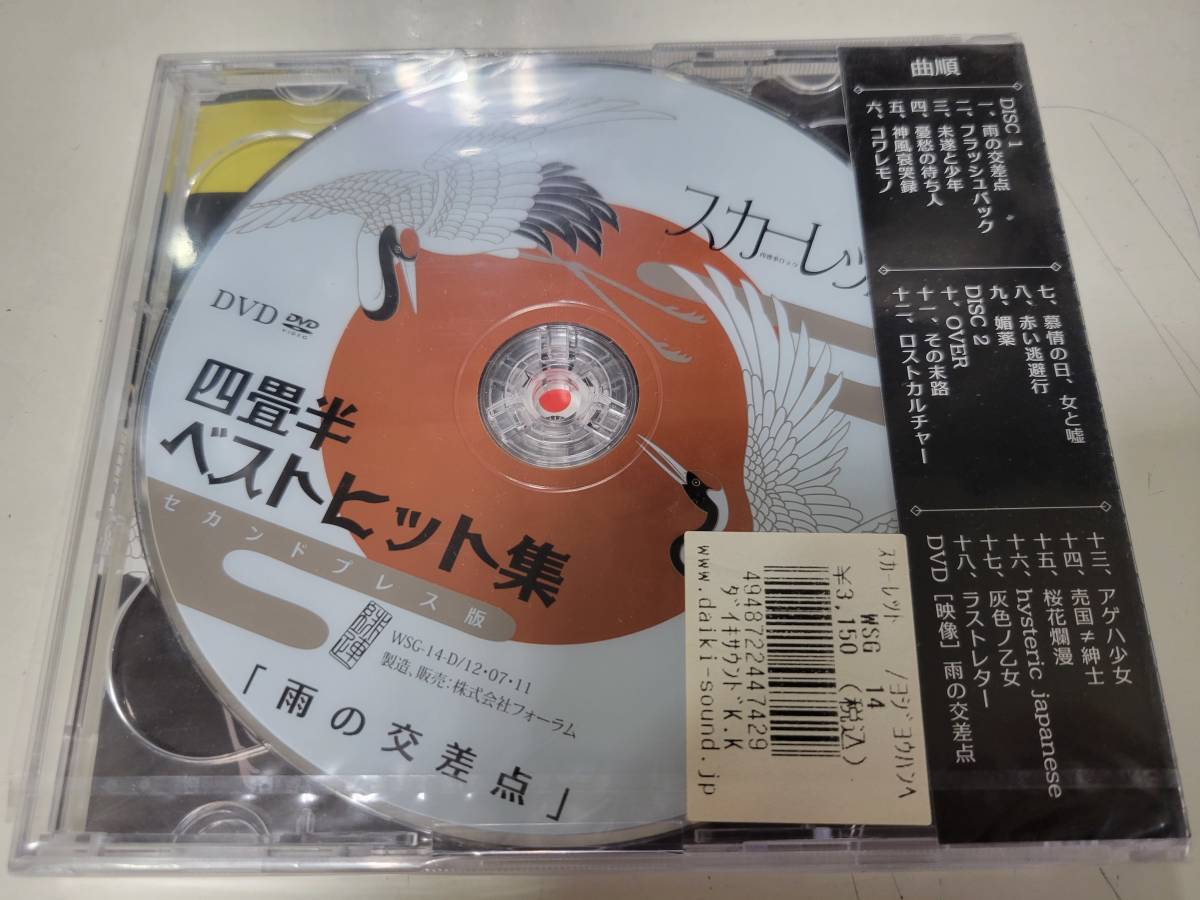 スカーレッ
DVD
DVD
VIDEO
四畳半
ベストヒット集
セカンドプレス版
WSG-14-D/12・07・11
製造、販売：株式会社フォーラム
「雨の交差点」
曲順
DISC 1
一、雨の交差点
二、フラッシュバック
三、未遂と少年
四、憂愁の待ち人
五、神風哀哭録
六、コワレモノ
七、慕情の日、女と嘘
八、赤い逃避行
九、媚薬
DISC 2
十、OVER
十一、その末路
十二、ロストカルチャー
十三、アゲハ少女
十四、売国≠紳士
十五、桜花爛漫
十六、hysteric japanese
十七、灰色ノ乙女
十八、ラストレター
DVD［映像］雨の交差点
ｽｶｰﾚｯﾄ /ﾖｼﾞﾖｳﾊﾝﾍ
WSG 14
¥3,150 (税込)
4948722447429
ﾀﾞｲｷｻｳﾝﾄﾞK.K
www.daiki-sound.jp